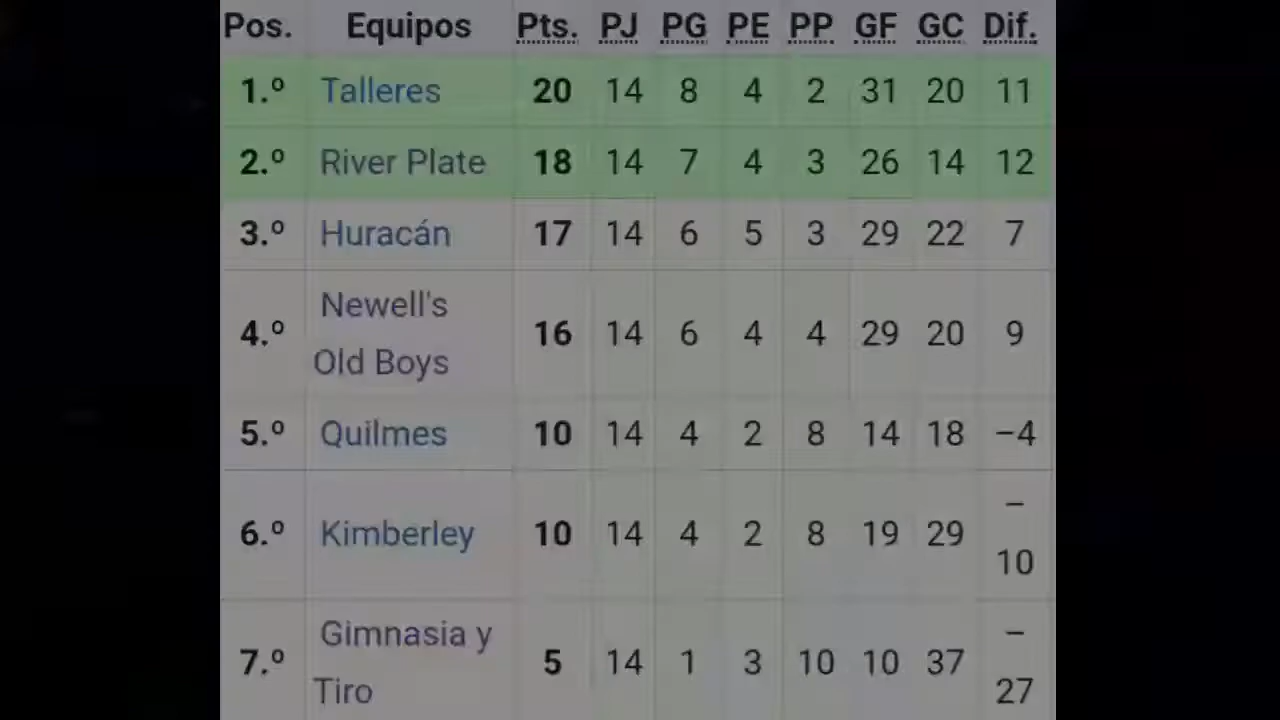 Pos. Equipos Pts. PJ PG PE PP GF GC Dif.
1.º Talleres 20 14 8 4 2 31 20 11
2.º River Plate 18 14 7 4 3 26 14 12
3.º Huracán 17 14 6 5 3 29 22 7
4.º Newell's Old Boys 16 14 6 4 4 29 20 9
5.º Quilmes 10 14 4 2 8 14 18 −4
6.º Kimberley 10 14 4 2 8 19 29 −10
7.º Gimnasia y Tiro 5 14 1 3 10 10 37 −27